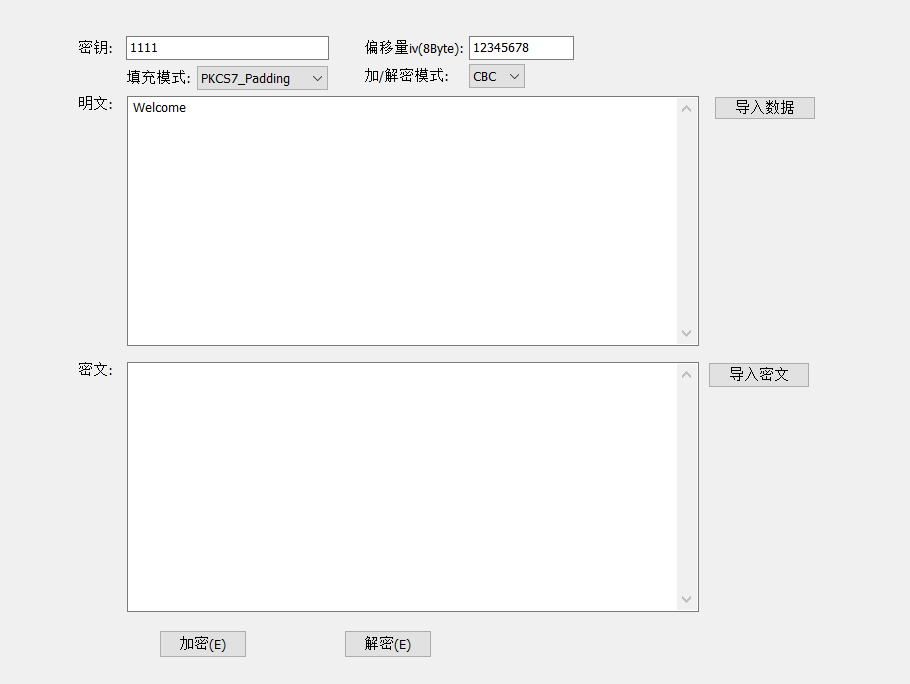 密钥: 1111 偏移量iv(8Byte): 12345678
填充模式: PKCS7_Padding 加/解密模式: CBC
明文: Welcome 导入数据
密文: 导入密文
加密(E) 解密(E)